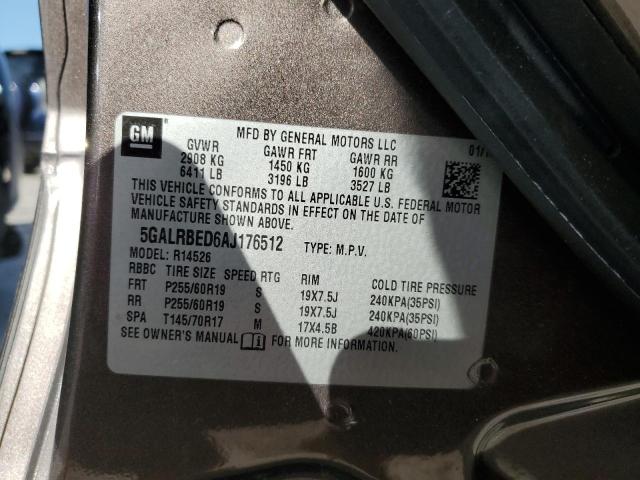 GM
MFD BY GENERAL MOTORS LLC
GVWR GAWR FRT GAWR RR
2908 KG 1450 KG 1600 KG
6411 LB 3196 LB 3527 LB
THIS VEHICLE CONFORMS TO ALL APPLICABLE U.S. FEDERAL MOTOR
VEHICLE SAFETY STANDARDS IN EFFECT ON THE DATE OF
MANUFACTURE SHOWN ABOVE.
5GALRBED6AJ176512 TYPE: M.P.V.
MODEL: R14526
RBBC TIRE SIZE SPEED RTG RIM COLD TIRE PRESSURE
FRT P255/60R19 S 19X7.5J 240KPA(35PSI)
RR P255/60R19 S 19X7.5J 240KPA(35PSI)
SPA T145/70R17 M 17X4.5B 420KPA(60PSI)
SEE OWNER'S MANUAL FOR MORE INFORMATION.